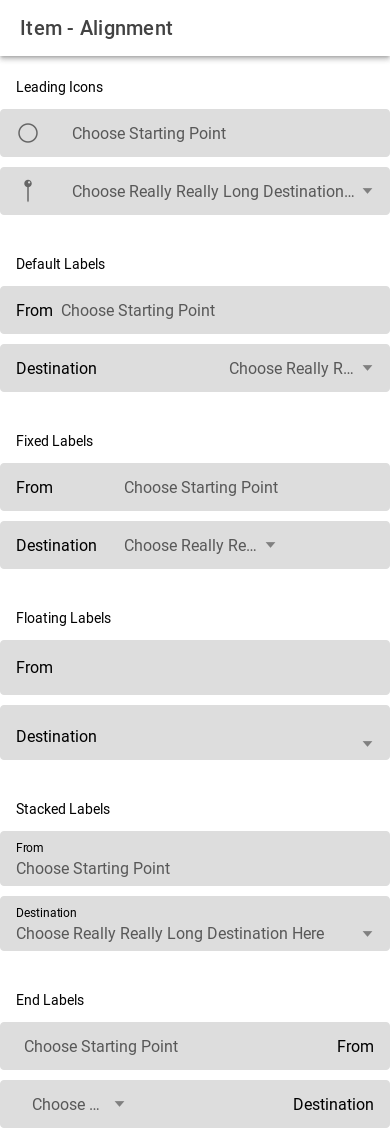 Item - Alignment
Leading Icons
Choose Starting Point
Choose Really Really Long Destination...
Default Labels
From Choose Starting Point
Destination Choose Really R...
Fixed Labels
From Choose Starting Point
Destination Choose Really Re...
Floating Labels
From
Destination
Stacked Labels
From
Choose Starting Point
Destination
Choose Really Really Long Destination Here
End Labels
Choose Starting Point From
Choose ... Destination